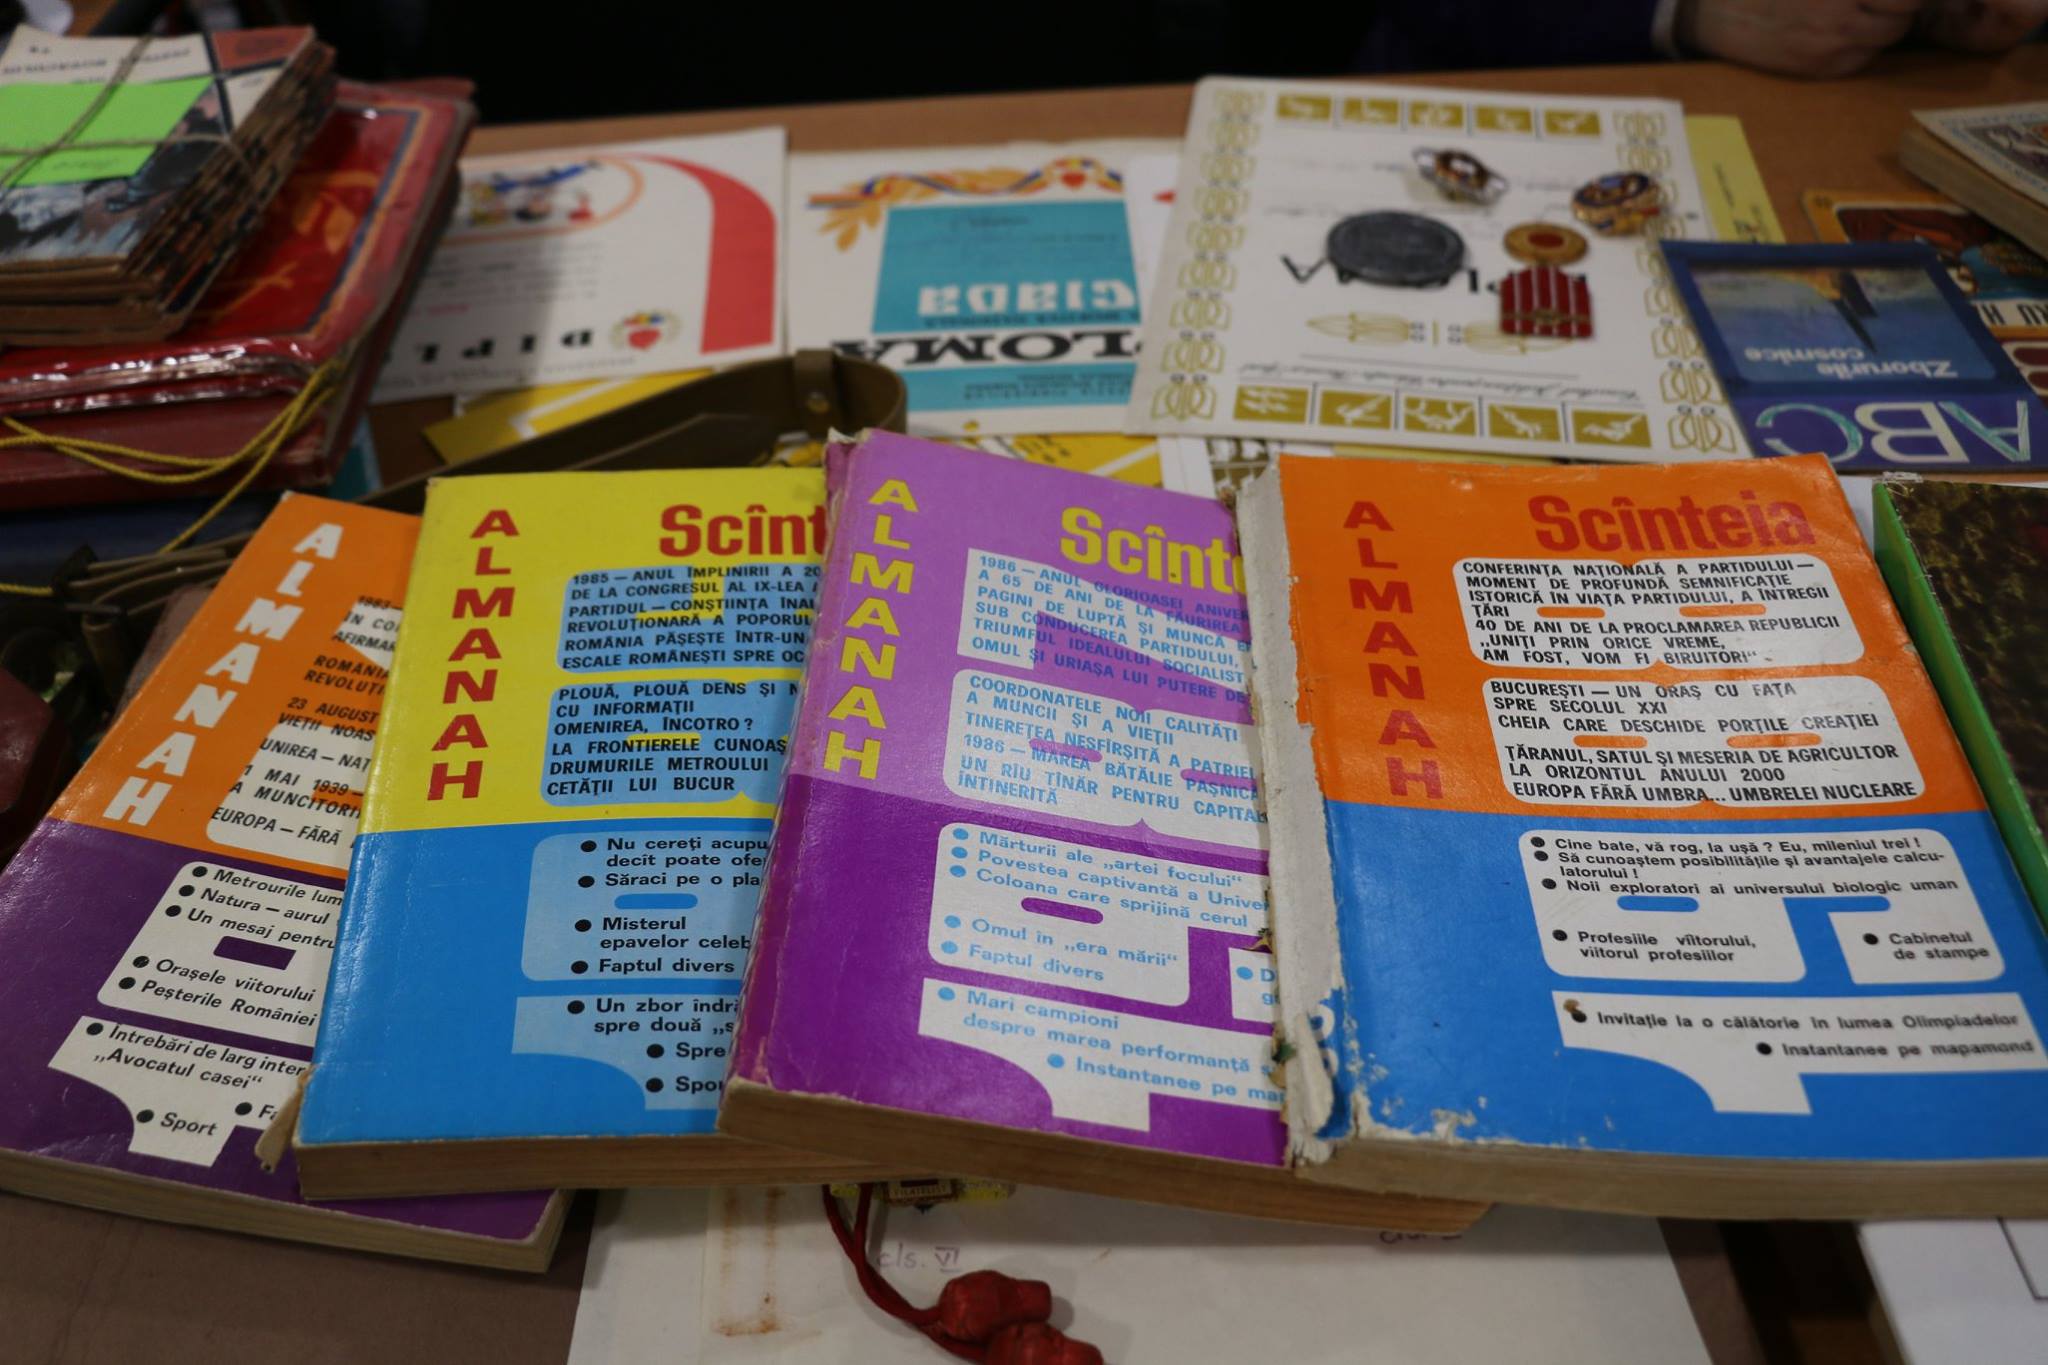 DIPL
CIADA
PLOMA
Zborurile
cosmice
ABC
ALMANAH
1983—
ROMÂNIA
REVOLUȚI
23 AUGUST
VIEȚII NOAS
UNIREA — NAȚ
1 MAI 1939—
A MUNCITORI
EUROPA — FĂRĂ
● Metrourile lum
● Natura — aurul
● Un mesaj pentru
● Orașele viitorului
● Peșterile României
● Întrebări de larg inter
„Avocatul casei“
● Sport
ALMANAH
Scînt
1985 — ANUL ÎMPLINIRII A 20
DE LA CONGRESUL AL IX-LEA
PARTIDUL — CONȘTIINȚA ÎNAL
REVOLUȚIONARĂ A POPORUL
ROMÂNIA PĂȘEȘTE ÎNTR-UN
ESCALE ROMÂNEȘTI SPRE OC
PLOUĂ, PLOUĂ DENS ȘI N
CU INFORMAȚII
OMENIREA, ÎNCOTRO?
LA FRONTIERELE CUNOAȘ
DRUMURILE METROULUI
CETĂȚII LUI BUCUR
● Nu cereți acupu
decît poate ofe
● Săraci pe o pla
● Misterul
epavelor celeb
● Faptul divers
● Un zbor îndră
spre două „s
● Spre
● Spor
ALMANAH
Scînte
1986 — ANUL GLORIOASEI ANIVER
A 65 DE ANI DE LA FĂURIREA
PAGINI DE LUPTĂ ȘI MUNCĂ E
SUB CONDUCEREA PARTIDULUI,
TRIUMFUL IDEALULUI SOCIALIST
OMUL ȘI URIAȘA LUI PUTERE DE
COORDONATELE NOII CALITĂȚI
A MUNCII ȘI A VIEȚII
TINEREȚEA NESFÎRȘITĂ A PATRIEI
1986 — MAREA BĂTĂLIE PAȘNICĂ
UN RÎU TÎNĂR PENTRU CAPITAL
ÎNTINERITĂ
● Mărturii ale „artei focului“
● Povestea captivantă a Unive
● Coloana care sprijină cerul
● Omul în „era mării“
● Faptul divers
● Mari campioni
despre marea performanță
● Instantanee pe ma
ALMANAH
Scînteia
CONFERINȚA NAȚIONALĂ A PARTIDULUI —
MOMENT DE PROFUNDĂ SEMNIFICAȚIE
ISTORICĂ ÎN VIAȚA PARTIDULUI, A ÎNTREGII
ȚĂRI
40 DE ANI DE LA PROCLAMAREA REPUBLICII
„UNIȚI PRIN ORICE VREME,
AM FOST, VOM FI BIRUITORI“
BUCUREȘTI — UN ORAȘ CU FAȚA
SPRE SECOLUL XXI
CHEIA CARE DESCHIDE PORȚILE CREAȚIEI
ȚĂRANUL, SATUL ȘI MESERIA DE AGRICULTOR
LA ORIZONTUL ANULUI 2000
EUROPA FĂRĂ UMBRA... UMBRELEI NUCLEARE
● Cine bate, vă rog, la ușă? Eu, mileniul trei!
● Să cunoaștem posibilitățile și avantajele calcu-
latorului!
● Noii exploratori ai universului biologic uman
● Profesiile viitorului,
viitorul profesiilor
● Cabinetul
de stampe
● Invitație la o călătorie în lumea Olimpiadelor
● Instantanee pe mapamond
cls. VI